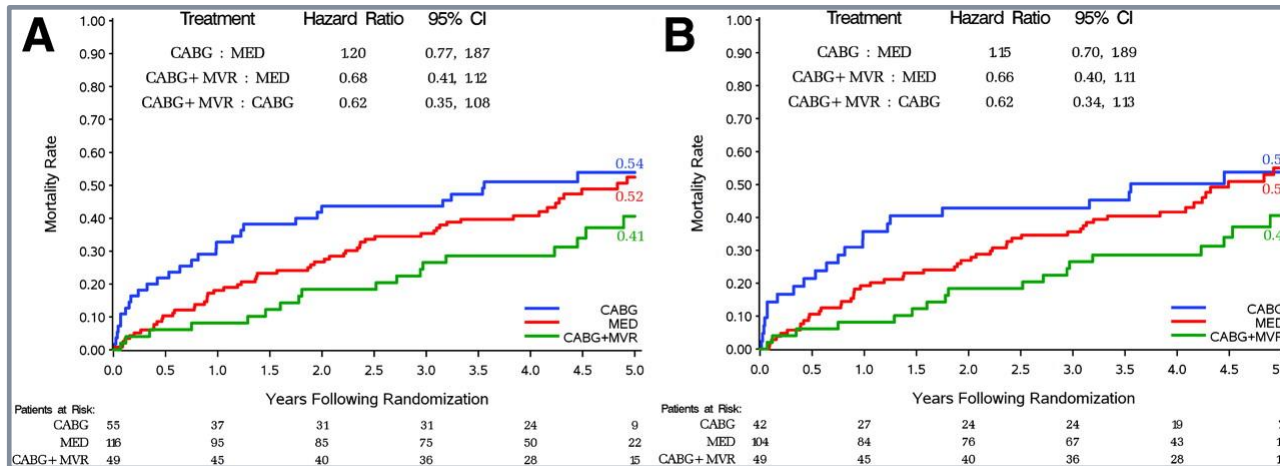 A
Treatment Hazard Ratio 95% CI
CABG : MED 1.20 0.77, 1.87
CABG+ MVR : MED 0.68 0.41, 1.12
CABG+ MVR : CABG 0.62 0.35, 1.08
Mortality Rate
1.00
0.90
0.80
0.70
0.60
0.50
0.40
0.30
0.20
0.10
0.00
0.54
0.52
0.41
CABG
MED
CABG+MVR
0.0 0.5 1.0 1.5 2.0 2.5 3.0 3.5 4.0 4.5 5.0
Years Following Randomization
Patients at Risk:
CABG 55 37 31 31 24 9
MED 116 95 85 75 50 22
CABG+ MVR 49 45 40 36 28 15
B
Treatment Hazard Ratio 95% CI
CABG : MED 1.15 0.70, 1.89
CABG+ MVR : MED 0.66 0.40, 1.11
CABG+ MVR : CABG 0.62 0.34, 1.13
Mortality Rate
1.00
0.90
0.80
0.70
0.60
0.50
0.40
0.30
0.20
0.10
0.00
CABG
MED
CABG+MVR
0.0 0.5 1.0 1.5 2.0 2.5 3.0 3.5 4.0 4.5
Years Following Randomization
Patients at Risk:
CABG 42 27 24 24 19
MED 104 84 76 67 43
CABG+ MVR 49 45 40 36 28